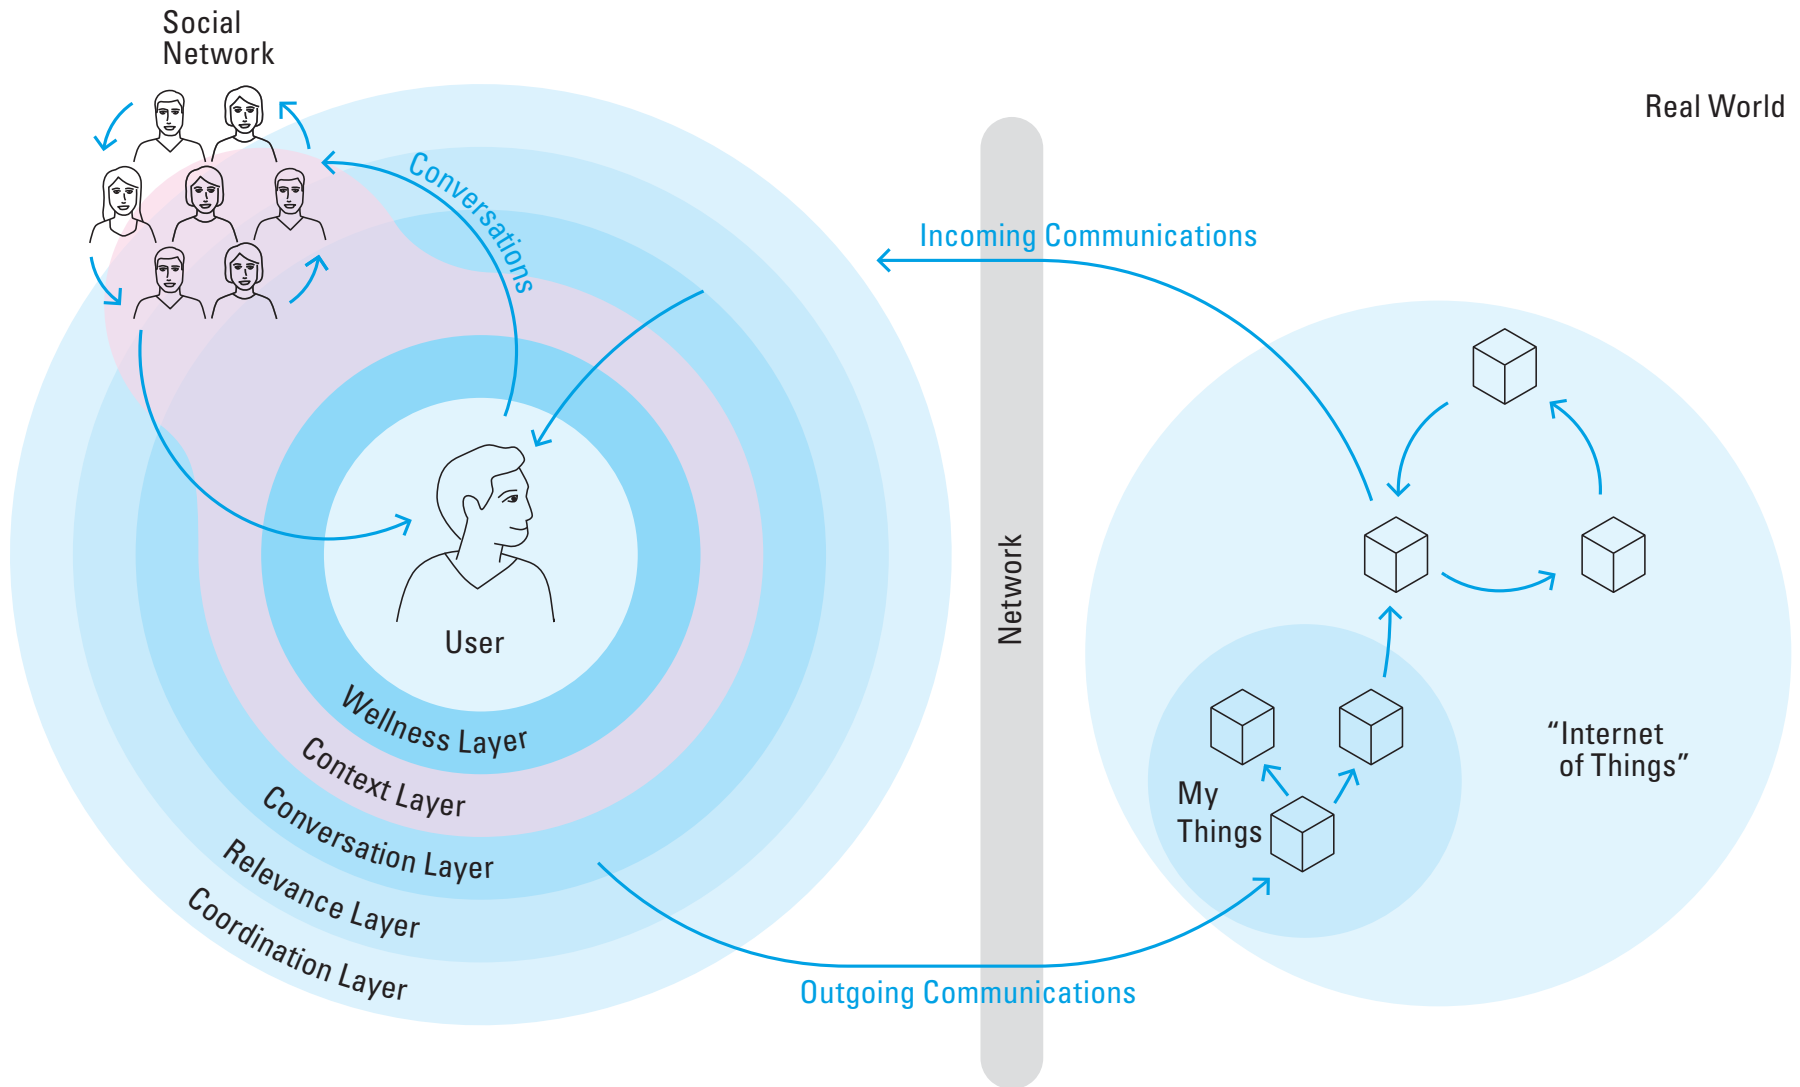 Social
Network
Real World
Conversations
Incoming Communications
Network
User
Wellness Layer
Context Layer
Conversation Layer
Relevance Layer
Coordination Layer
“Internet
of Things”
My
Things
Outgoing Communications